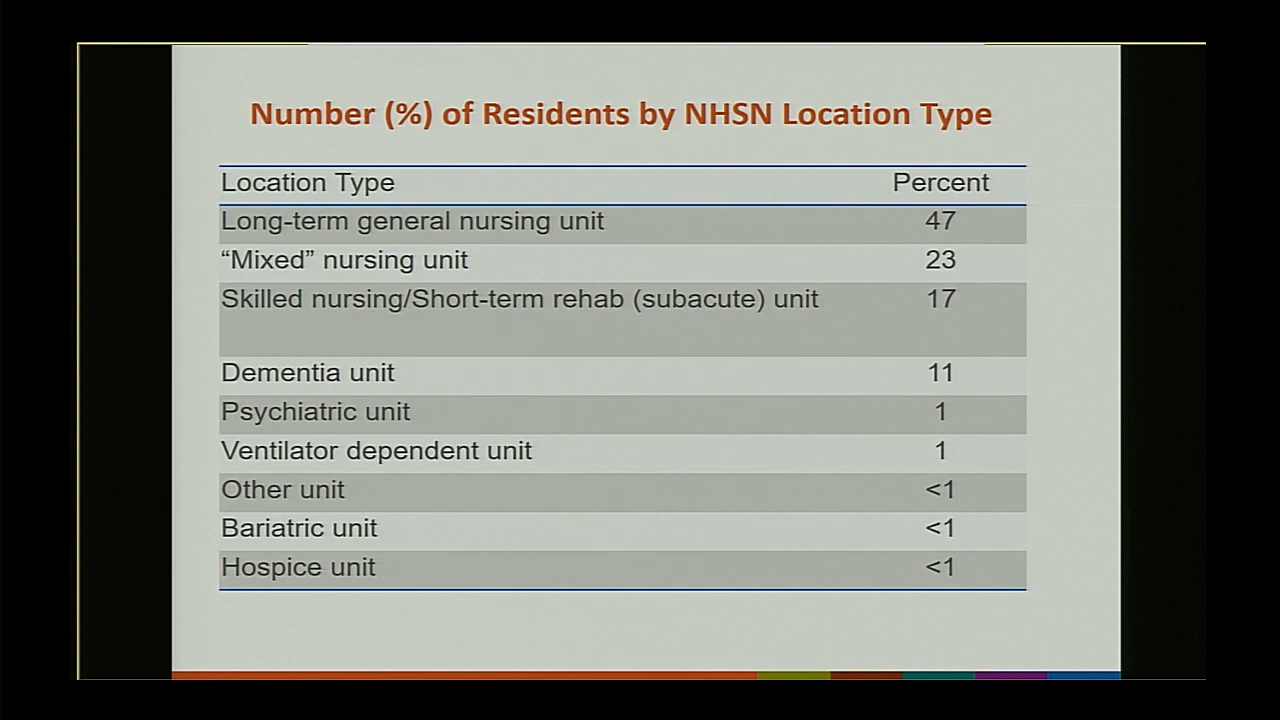 Number (%) of Residents by NHSN Location Type
Location Type Percent
Long-term general nursing unit 47
“Mixed” nursing unit 23
Skilled nursing/Short-term rehab (subacute) unit 17
Dementia unit 11
Psychiatric unit 1
Ventilator dependent unit 1
Other unit <1
Bariatric unit <1
Hospice unit <1